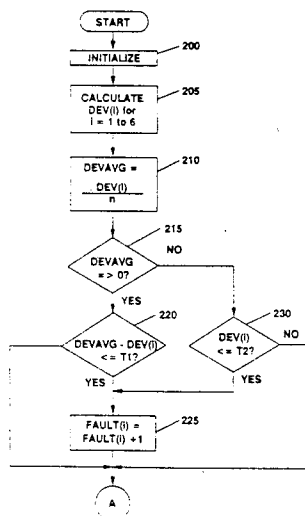 START
200
INITIALIZE
205
CALCULATE
DEV(i) for
i = 1 to 6
210
DEVAVG =
DEV(i)
n
215
DEVAVG
= > 0?
NO
YES
220
DEVAVG - DEV(i)
<= T1?
YES
230
DEV(i)
<= T2?
NO
YES
225
FAULT(i) =
FAULT(i) +1
A